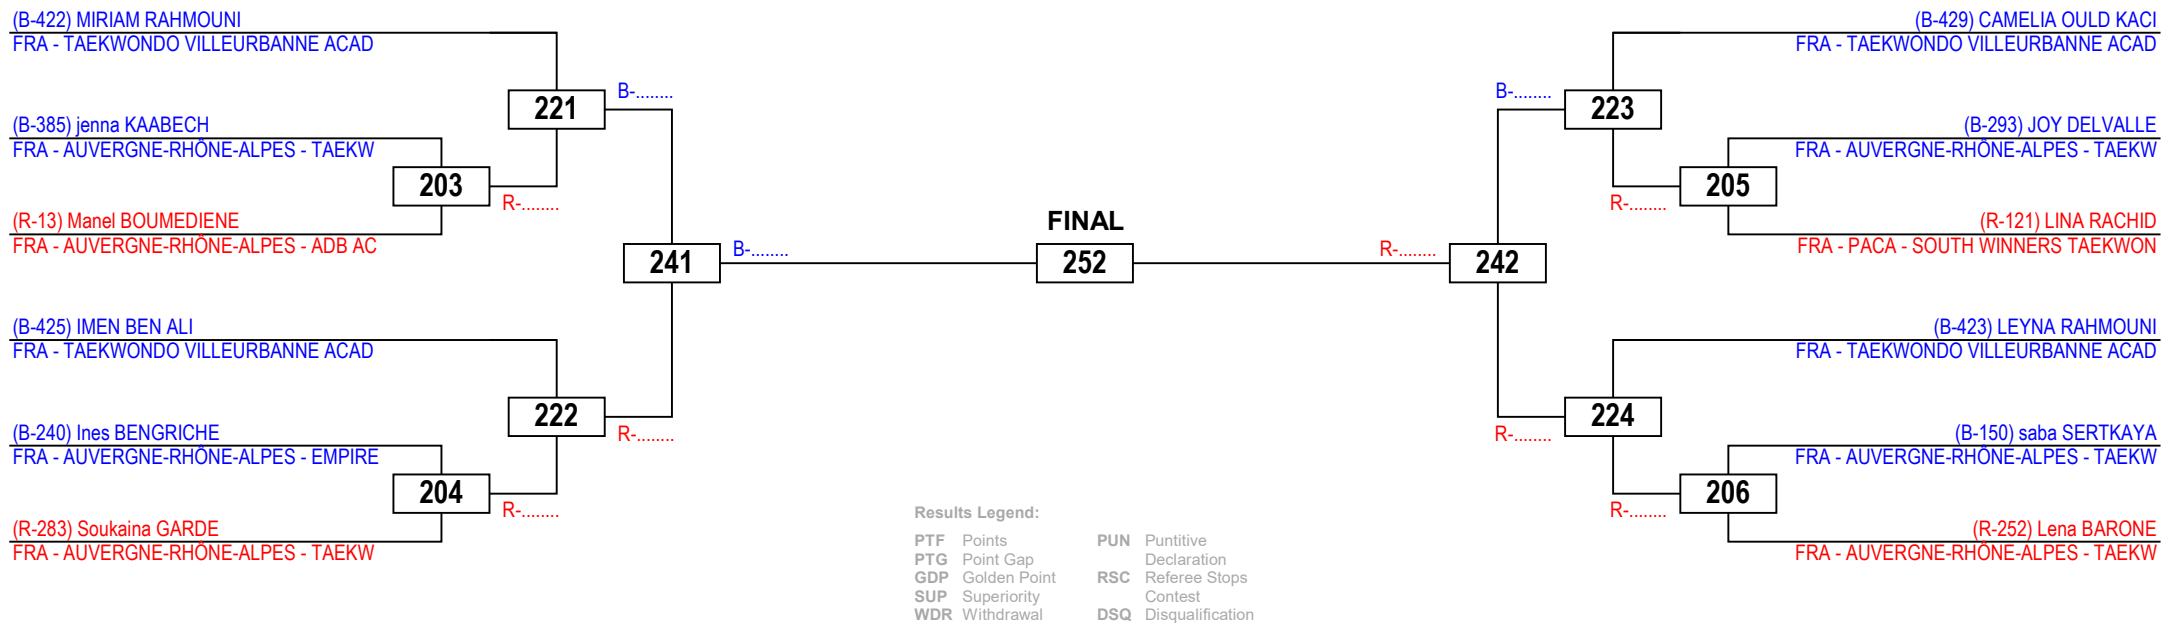 (B-422) MIRIAM RAHMOUNI
FRA - TAEKWONDO VILLEURBANNE ACAD
221
B-........
(B-385) jenna KAABECH
FRA - AUVERGNE-RHÔNE-ALPES - TAEKW
203
R-........
(R-13) Manel BOUMEDIENE
FRA - AUVERGNE-RHÔNE-ALPES - ADB AC
241
B-........
(B-425) IMEN BEN ALI
FRA - TAEKWONDO VILLEURBANNE ACAD
222
R-........
(B-240) Ines BENGRICHE
FRA - AUVERGNE-RHÔNE-ALPES - EMPIRE
204
R-........
(R-283) Soukaina GARDE
FRA - AUVERGNE-RHÔNE-ALPES - TAEKW
FINAL
252
(B-429) CAMELIA OULD KACI
FRA - TAEKWONDO VILLEURBANNE ACAD
B-........
223
(B-293) JOY DELVALLE
FRA - AUVERGNE-RHÔNE-ALPES - TAEKW
205
R-........
(R-121) LINA RACHID
FRA - PACA - SOUTH WINNERS TAEKWON
R-........
242
(B-423) LEYNA RAHMOUNI
FRA - TAEKWONDO VILLEURBANNE ACAD
224
R-........
(B-150) saba SERTKAYA
FRA - AUVERGNE-RHÔNE-ALPES - TAEKW
206
R-........
(R-252) Lena BARONE
FRA - AUVERGNE-RHÔNE-ALPES - TAEKW
Results Legend:
PTF Points
PTG Point Gap
GDP Golden Point
SUP Superiority
WDR Withdrawal
PUN Puntitive
Declaration
RSC Referee Stops
Contest
DSQ Disqualification